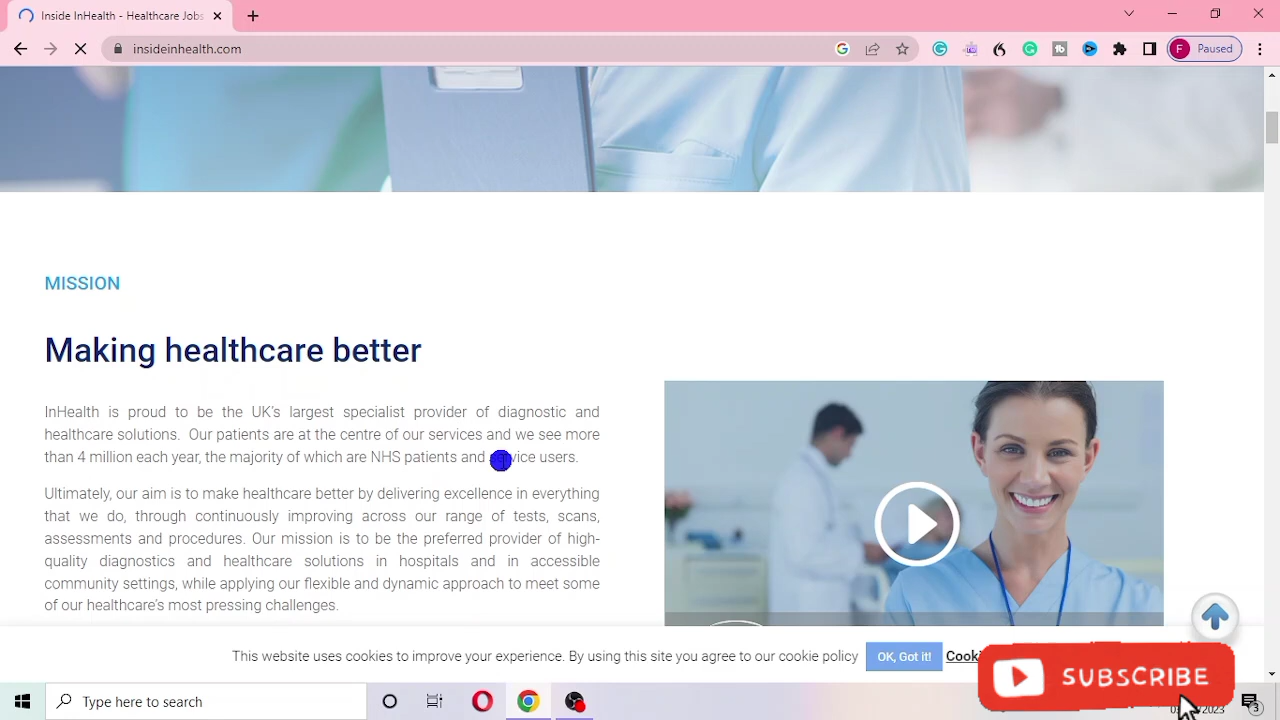 Inside InHealth - Healthcare Jobs
insideinhealth.com
F Paused
MISSION
Making healthcare better
InHealth is proud to be the UK's largest specialist provider of diagnostic and
healthcare solutions. Our patients are at the centre of our services and we see more
than 4 million each year, the majority of which are NHS patients and service users.
Ultimately, our aim is to make healthcare better by delivering excellence in everything
that we do, through continuously improving across our range of tests, scans,
assessments and procedures. Our mission is to be the preferred provider of high-
quality diagnostics and healthcare solutions in hospitals and in accessible
community settings, while applying our flexible and dynamic approach to meet some
of our healthcare's most pressing challenges.
This website uses cookies to improve your experience. By using this site you agree to our cookie policy
OK, Got it!
SUBSCRIBE
Type here to search
3